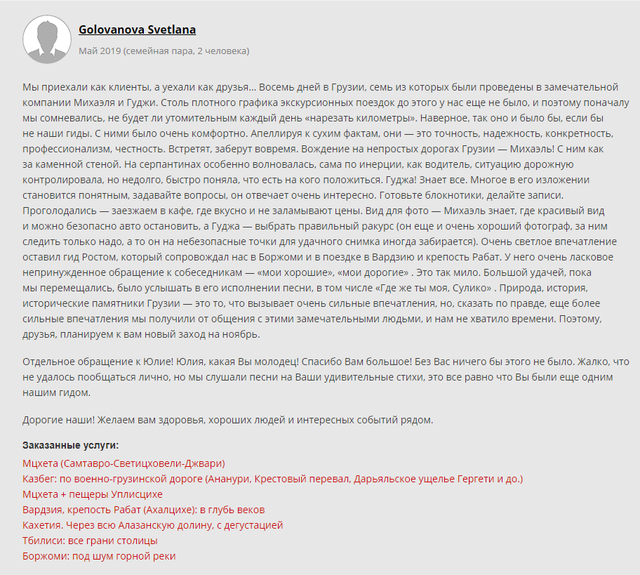 Golovanova Svetlana
Май 2019 (семейная пара, 2 человека)
Мы приехали как клиенты, а уехали как друзья… Восемь дней в Грузии, семь из которых были проведены в замечательной
компании Михаэля и Гуджи. Столь плотного графика экскурсионных поездок до этого у нас еще не было, и поэтому поначалу
мы сомневались, не будет ли утомительным каждый день «нарезать километры». Наверное, так оно и было бы, если бы
не наши гиды. С ними было очень комфортно. Апеллируя к сухим фактам, они — это точность, надежность, конкретность,
профессионализм, честность. Встретят, заберут вовремя. Вождение на непростых дорогах Грузии — Михаэль! С ним как
за каменной стеной. На серпантинах особенно волновалась, сама по инерции, как водитель, ситуацию дорожную
контролировала, но недолго, быстро поняла, что есть на кого положиться. Гуджа! Знает все. Многое в его изложении
становится понятным, задавайте вопросы, он отвечает очень интересно. Готовьте блокнотики, делайте записи.
Проголодались — заезжаем в кафе, где вкусно и не заламывают цены. Вид для фото — Михаэль знает, где красивый вид
и можно безопасно авто остановить, а Гуджа — выбрать правильный ракурс (он еще и очень хороший фотограф, за ним
следить только надо, а то он на небезопасные точки для удачного снимка иногда забирается). Очень светлое впечатление
оставил гид Ростом, который сопровождал нас в Боржоми и в поездке в Вардзию и крепость Рабат. У него очень ласковое
непринужденное обращение к собеседникам — «мои хорошие», «мои дорогие» . Это так мило. Большой удачей, пока
мы перемещались, было услышать в его исполнении песни, в том числе «Где же ты моя, Сулико» . Природа, история,
исторические памятники Грузии — это то, что вызывает очень сильные впечатления, но, сказать по правде, еще более
сильные впечатления мы получили от общения с этими замечательными людьми, и нам не хватило времени. Поэтому,
друзья, планируем к вам новый заход на ноябрь.
Отдельное обращение к Юлие! Юлия, какая Вы молодец! Спасибо Вам большое! Без Вас ничего бы этого не было. Жалко, что
не удалось пообщаться лично, но мы слушали песни на Ваши удивительные стихи, это все равно что Вы были еще одним
нашим гидом.
Дорогие наши! Желаем вам здоровья, хороших людей и интересных событий рядом.
Заказанные услуги:
Мцхета (Самтавро-Светицховели-Джвари)
Казбег: по военно-грузинской дороге (Ананури, Крестовый перевал, Дарьяльское ущелье Гергети и до.)
Мцхета + пещеры Уплисцихе
Вардзия, крепость Рабат (Ахалцихе): в глубь веков
Кахетия. Через всю Алазанскую долину, с дегустацией
Тбилиси: все грани столицы
Боржоми: под шум горной реки